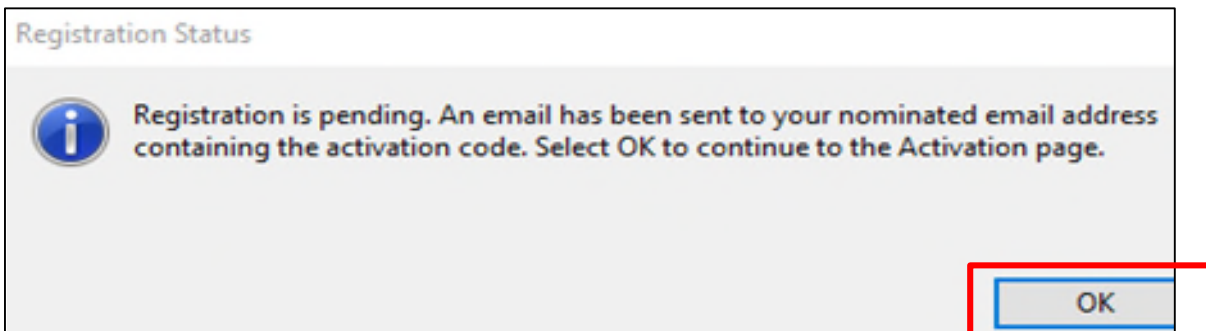 Registration Status
Registration is pending. An email has been sent to your nominated email address
containing the activation code. Select OK to continue to the Activation page.
OK